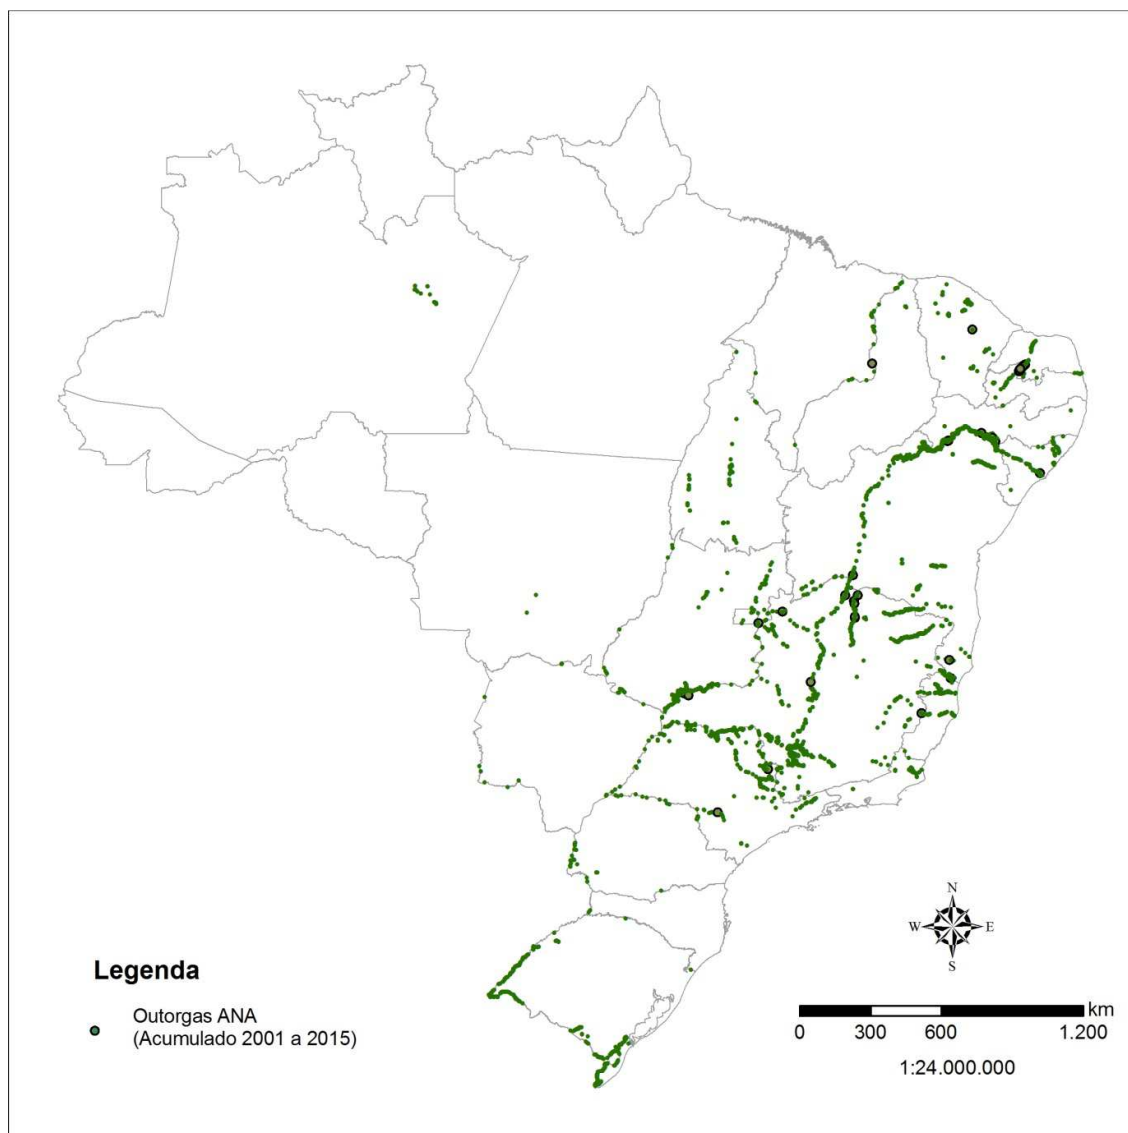 N
W E
S
Legenda
Outorgas ANA
(Acumulado 2001 a 2015)
km
0 300 600 1.200
1:24.000.000